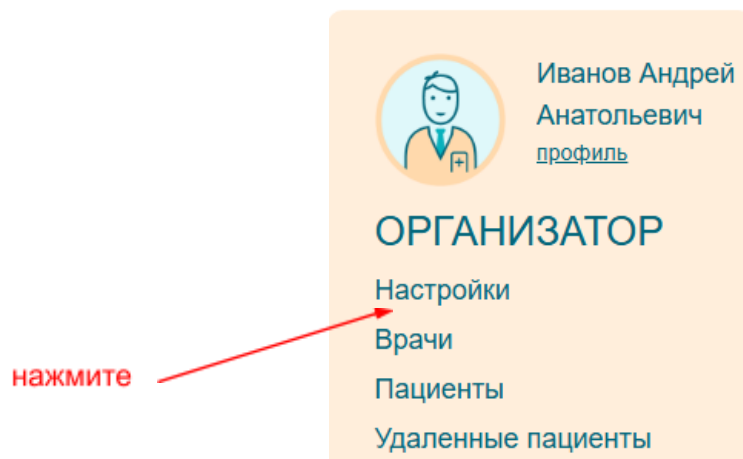 Иванов Андрей
Анатольевич
профиль
ОРГАНИЗАТОР
Настройки
Врачи
нажмите
Пациенты
Удаленные пациенты